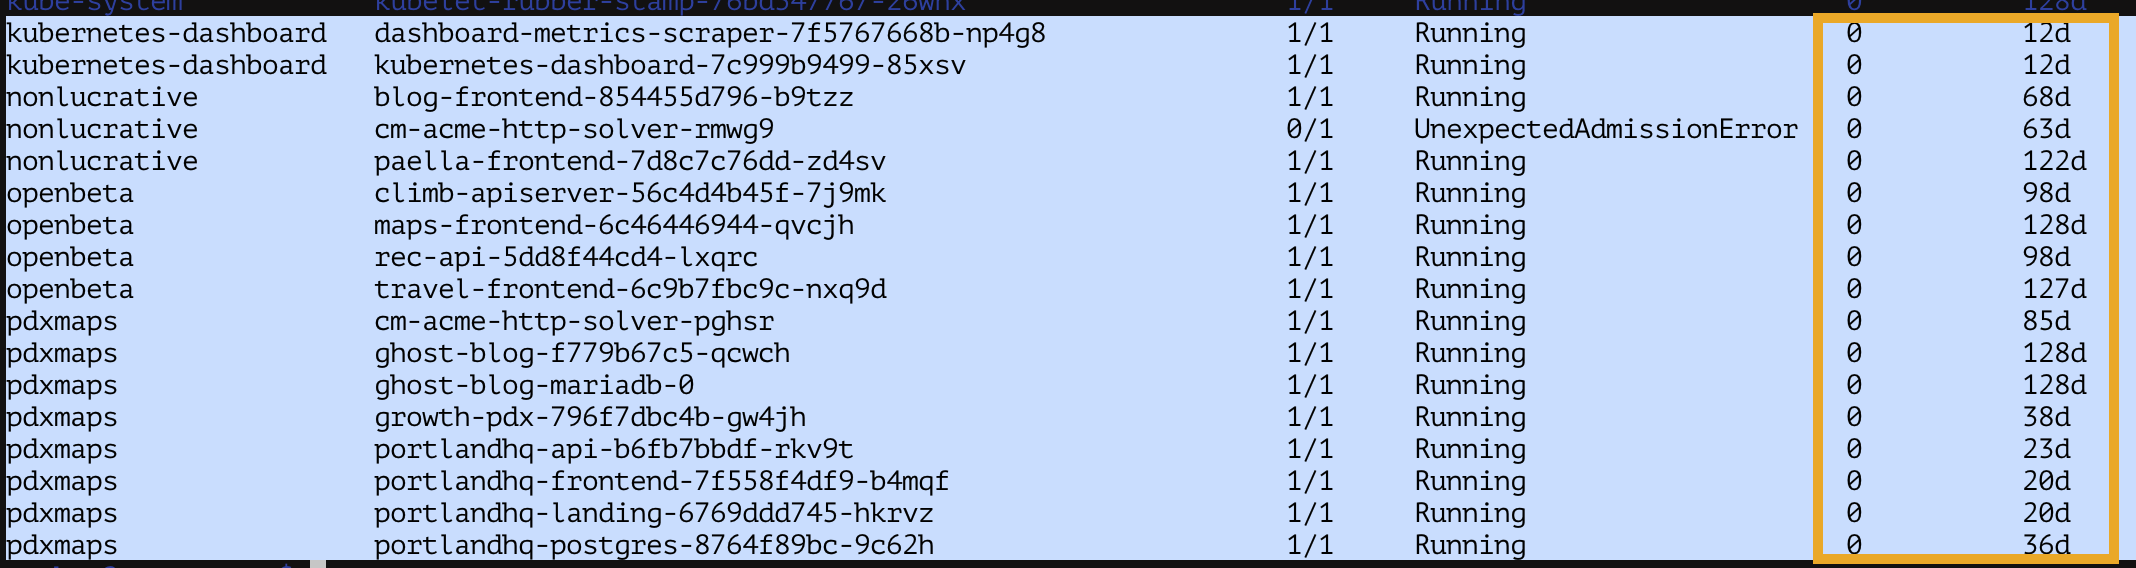 kube-system kubelet-rubber-stamp-76bd547767-26whx 1/1 Running 0 128d
kubernetes-dashboard dashboard-metrics-scraper-7f5767668b-np4g8 1/1 Running 0 12d
kubernetes-dashboard kubernetes-dashboard-7c999b9499-85xsv 1/1 Running 0 12d
nonlucrative blog-frontend-854455d796-b9tzz 1/1 Running 0 68d
nonlucrative cm-acme-http-solver-rmwg9 0/1 UnexpectedAdmissionError 0 63d
nonlucrative paella-frontend-7d8c7c76dd-zd4sv 1/1 Running 0 122d
openbeta climb-apiserver-56c4d4b45f-7j9mk 1/1 Running 0 98d
openbeta maps-frontend-6c46446944-qvcjh 1/1 Running 0 128d
openbeta rec-api-5dd8f44cd4-lxqrc 1/1 Running 0 98d
openbeta travel-frontend-6c9b7fbc9c-nxq9d 1/1 Running 0 127d
pdxmaps cm-acme-http-solver-pghsr 1/1 Running 0 85d
pdxmaps ghost-blog-f779b67c5-qcwch 1/1 Running 0 128d
pdxmaps ghost-blog-mariadb-0 1/1 Running 0 128d
pdxmaps growth-pdx-796f7dbc4b-gw4jh 1/1 Running 0 38d
pdxmaps portlandhq-api-b6fb7bbdf-rkv9t 1/1 Running 0 23d
pdxmaps portlandhq-frontend-7f558f4df9-b4mqf 1/1 Running 0 20d
pdxmaps portlandhq-landing-6769ddd745-hkrvz 1/1 Running 0 20d
pdxmaps portlandhq-postgres-8764f89bc-9c62h 1/1 Running 0 36d